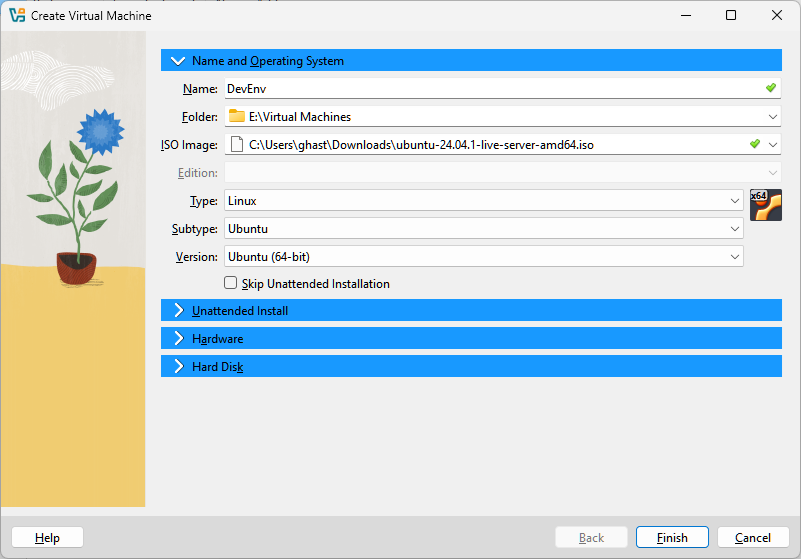 Create Virtual Machine
Name and Operating System
Name: DevEnv
Folder: E:\Virtual Machines
ISO Image: C:\Users\ghast\Downloads\ubuntu-24.04.1-live-server-amd64.iso
Edition:
Type: Linux x64
Subtype: Ubuntu
Version: Ubuntu (64-bit)
Skip Unattended Installation
Unattended Install
Hardware
Hard Disk
Help Back Finish Cancel